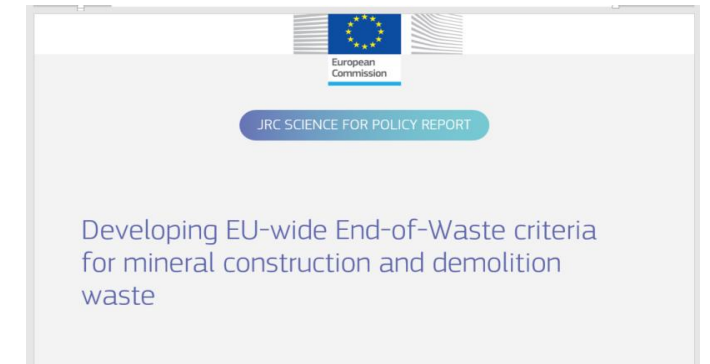 European
Commission
JRC SCIENCE FOR POLICY REPORT
Developing EU-wide End-of-Waste criteria
for mineral construction and demolition
waste